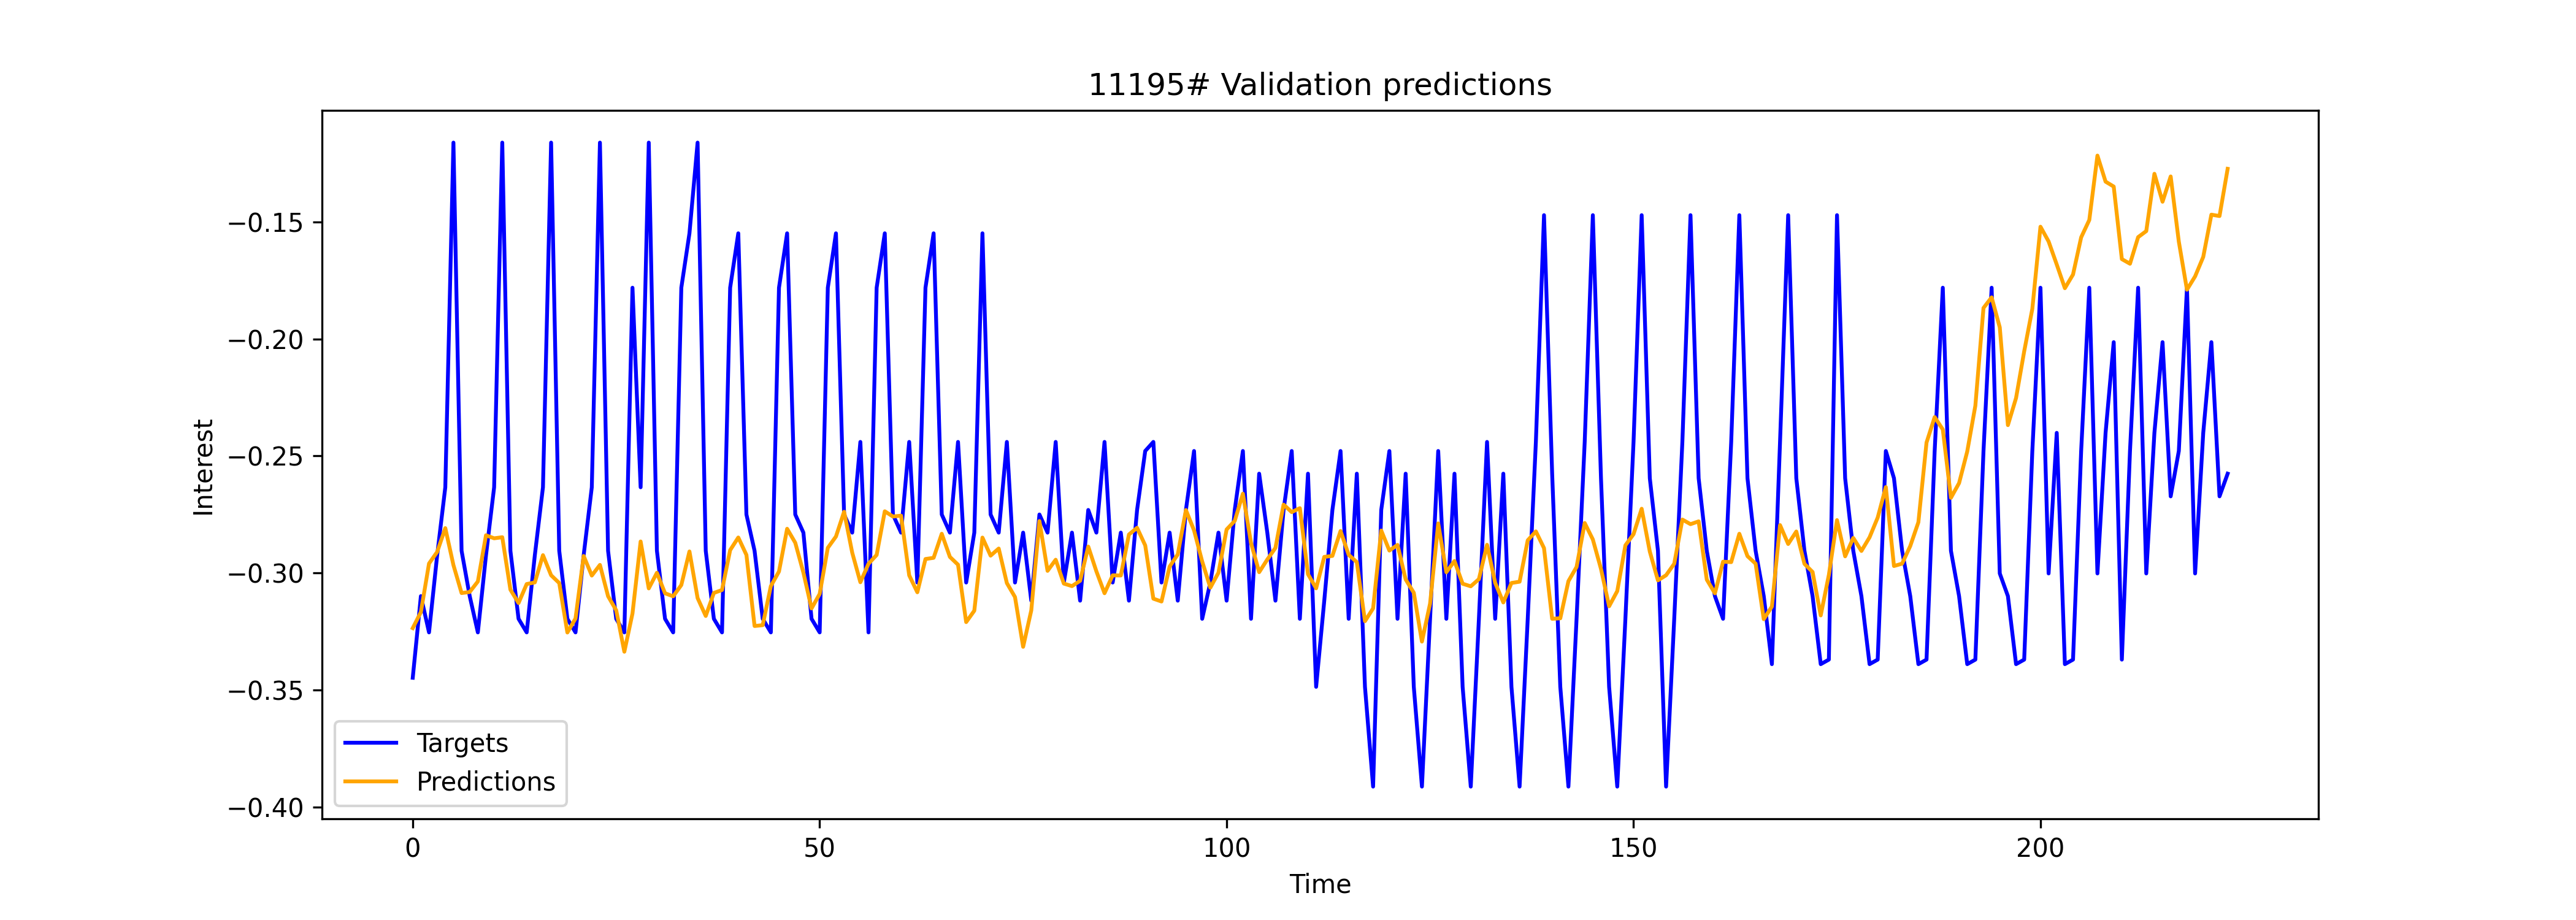 11195# Validation predictions
Interest
−0.15
−0.20
−0.25
−0.30
−0.35
−0.40
Targets
Predictions
0 50 100 150 200
Time